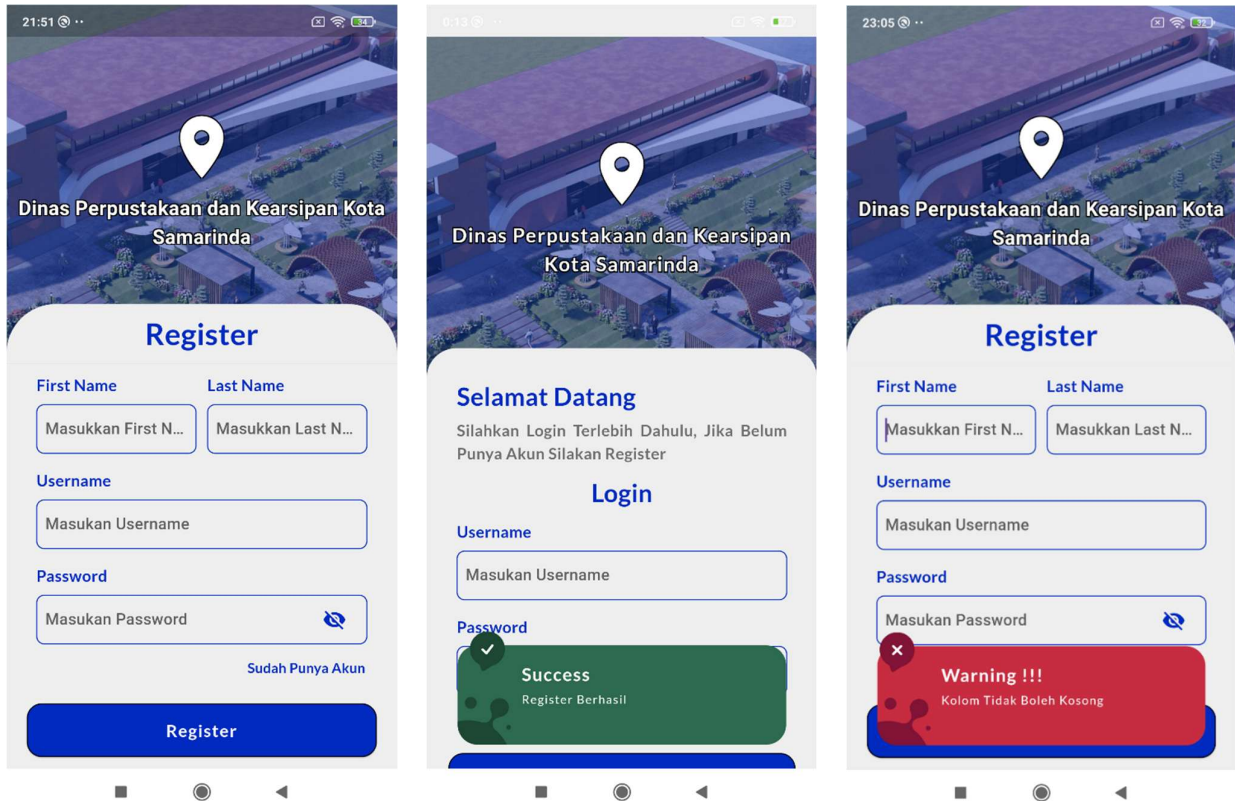 21:51
Dinas Perpustakaan dan Kearsipan Kota
Samarinda
Register
First Name Last Name
Masukkan First N... Masukkan Last N...
Username
Masukan Username
Password
Masukan Password
Sudah Punya Akun
Register
0:13
Dinas Perpustakaan dan Kearsipan
Kota Samarinda
Selamat Datang
Silahkan Login Terlebih Dahulu, Jika Belum
Punya Akun Silakan Register
Login
Username
Masukan Username
Password
Success
Register Berhasil
23:05
Dinas Perpustakaan dan Kearsipan Kota
Samarinda
Register
First Name Last Name
Masukkan First N... Masukkan Last N...
Username
Masukan Username
Password
Masukan Password
Warning !!!
Kolom Tidak Boleh Kosong